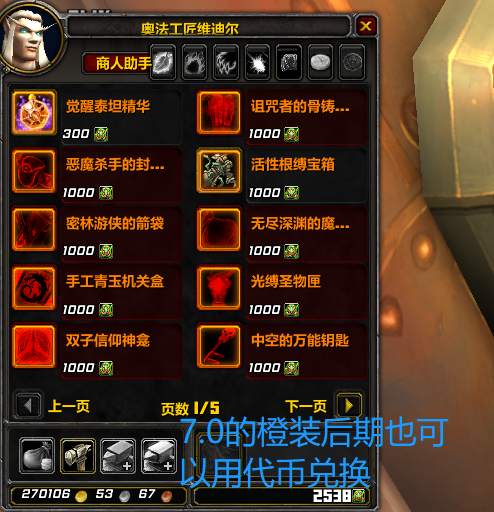 奥法工匠维迪尔
商人助手
觉醒泰坦精华
300
诅咒者的骨铸...
1000
恶魔杀手的封...
1000
活性根缚宝箱
1000
密林游侠的箭袋
1000
无尽深渊的魔...
1000
手工青玉机关盒
1000
光缚圣物匣
1000
双子信仰神龛
1000
中空的万能钥匙
1000
上一页
页数 1/5
下一页
7.0的橙装后期也可
以用代币兑换
270106 53 67
2538